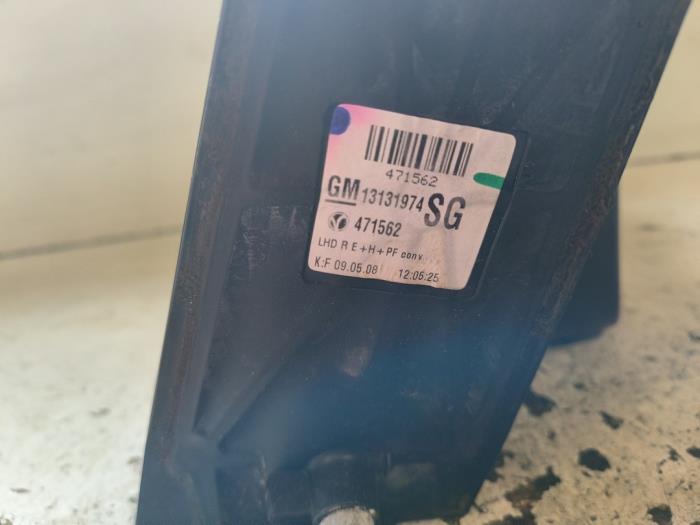 471562
GM 13131974 SG
471562
LHD R E+H+PF conv
K:F 09.05.08 12:05:25